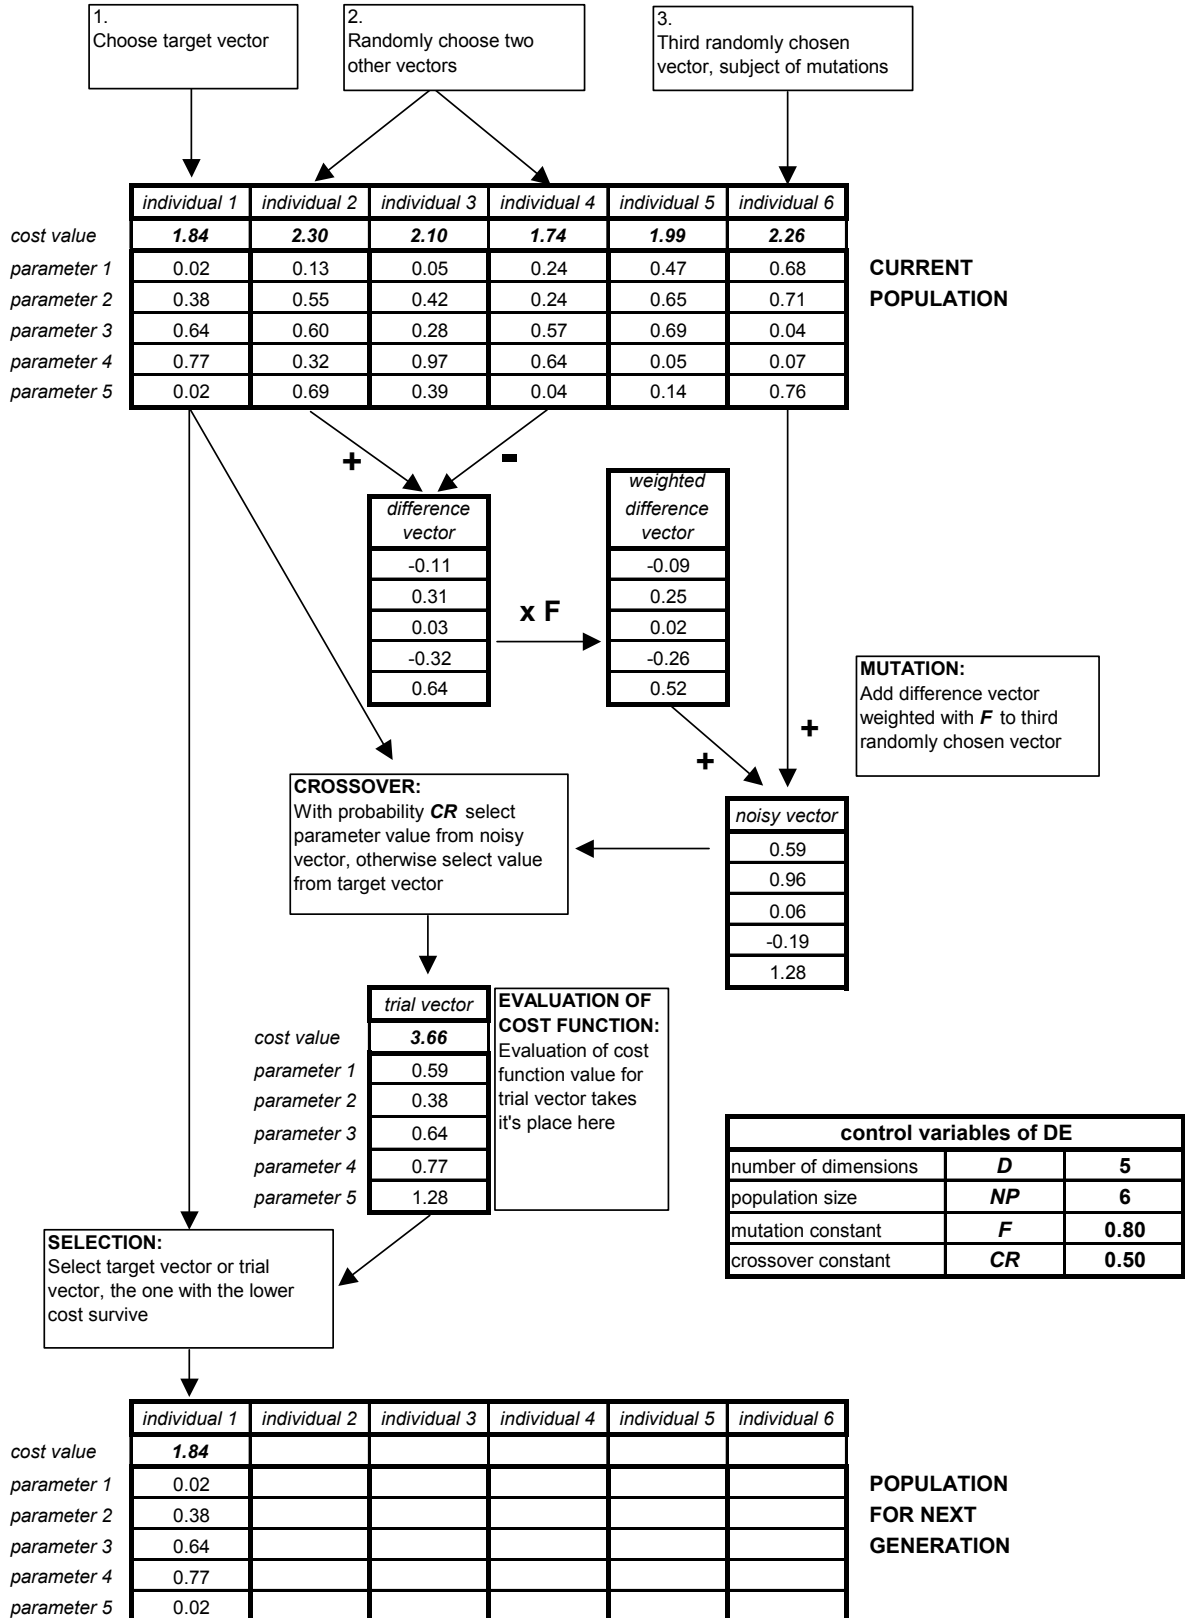 1.
Choose target vector
2.
Randomly choose two
other vectors
3.
Third randomly chosen
vector, subject of mutations
individual 1 individual 2 individual 3 individual 4 individual 5 individual 6
cost value 1.84 2.30 2.10 1.74 1.99 2.26
parameter 1 0.02 0.13 0.05 0.24 0.47 0.68
parameter 2 0.38 0.55 0.42 0.24 0.65 0.71
parameter 3 0.64 0.60 0.28 0.57 0.69 0.04
parameter 4 0.77 0.32 0.97 0.64 0.05 0.07
parameter 5 0.02 0.69 0.39 0.04 0.14 0.76
CURRENT
POPULATION
+ -
difference
vector
-0.11
0.31
0.03
-0.32
0.64
x F
weighted
difference
vector
-0.09
0.25
0.02
-0.26
0.52
+
+
MUTATION:
Add difference vector
weighted with F to third
randomly chosen vector
noisy vector
0.59
0.96
0.06
-0.19
1.28
CROSSOVER:
With probability CR select
parameter value from noisy
vector, otherwise select value
from target vector
trial vector
cost value 3.66
parameter 1 0.59
parameter 2 0.38
parameter 3 0.64
parameter 4 0.77
parameter 5 1.28
EVALUATION OF
COST FUNCTION:
Evaluation of cost
function value for
trial vector takes
it's place here
control variables of DE
number of dimensions D 5
population size NP 6
mutation constant F 0.80
crossover constant CR 0.50
SELECTION:
Select target vector or trial
vector, the one with the lower
cost survive
individual 1 individual 2 individual 3 individual 4 individual 5 individual 6
cost value 1.84
parameter 1 0.02
parameter 2 0.38
parameter 3 0.64
parameter 4 0.77
parameter 5 0.02
POPULATION
FOR NEXT
GENERATION